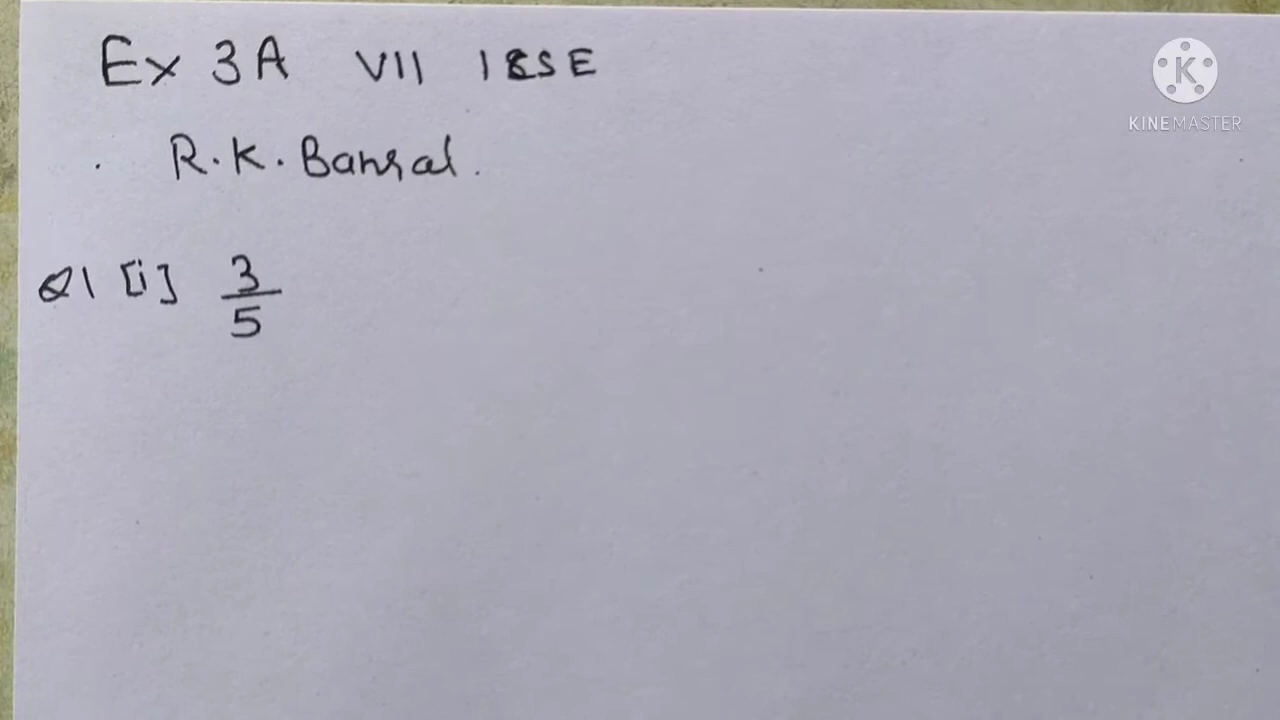 Ex 3A VII ICSE
K
KINEMASTER
R.K. Bansal.
Q1 [i] 3/5